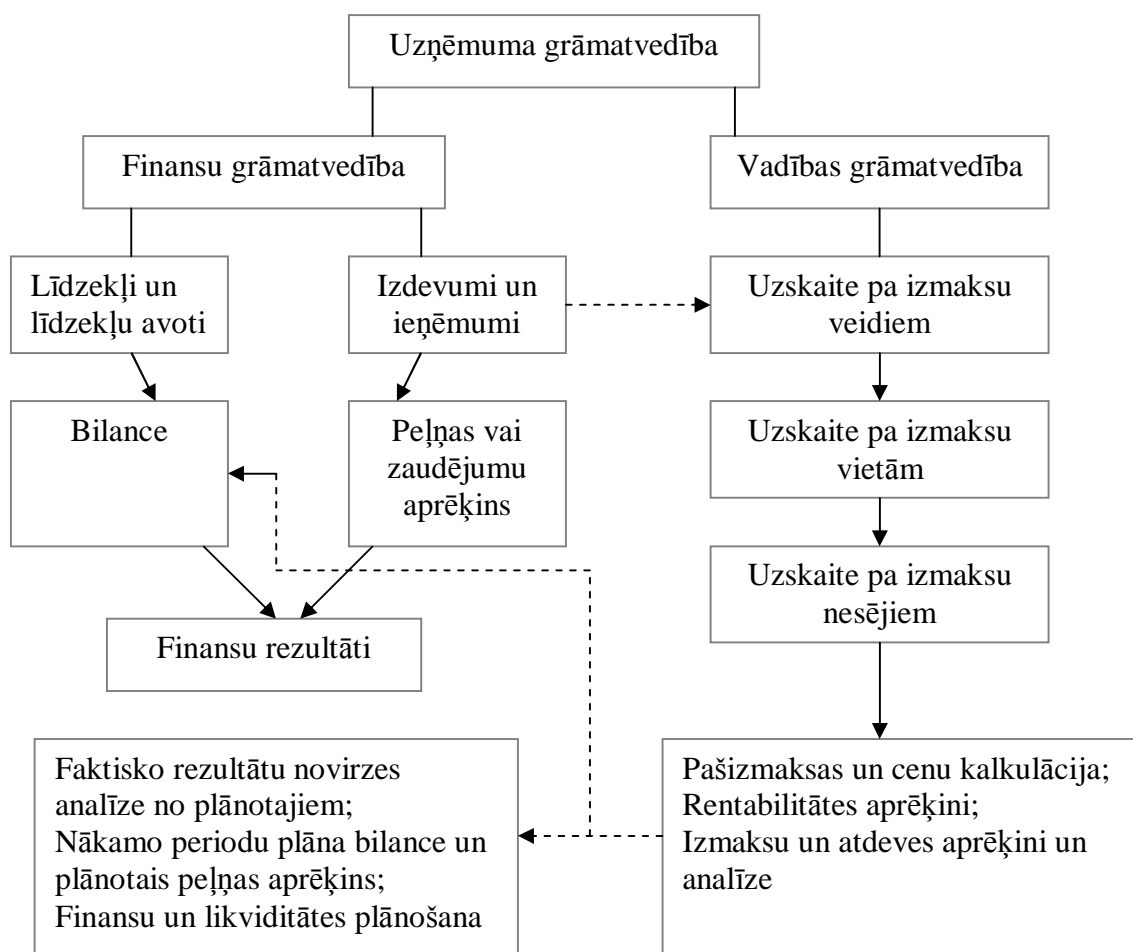 Uzņēmuma grāmatvedība
Finansu grāmatvedība
Vadības grāmatvedība
Līdzekļi un
līdzekļu avoti
Izdevumi un
ieņēmumi
Uzskaite pa izmaksu
veidiem
Bilance
Peļņas vai
zaudējumu
aprēķins
Uzskaite pa izmaksu
vietām
Uzskaite pa izmaksu
nesējiem
Finansu rezultāti
Faktisko rezultātu novirzes
analīze no plānotajiem;
Nākamo periodu plāna bilance un
plānotais peļņas aprēķins;
Finansu un likviditātes plānošana
Pašizmaksas un cenu kalkulācija;
Rentabilitātes aprēķini;
Izmaksu un atdeves aprēķini un
analīze